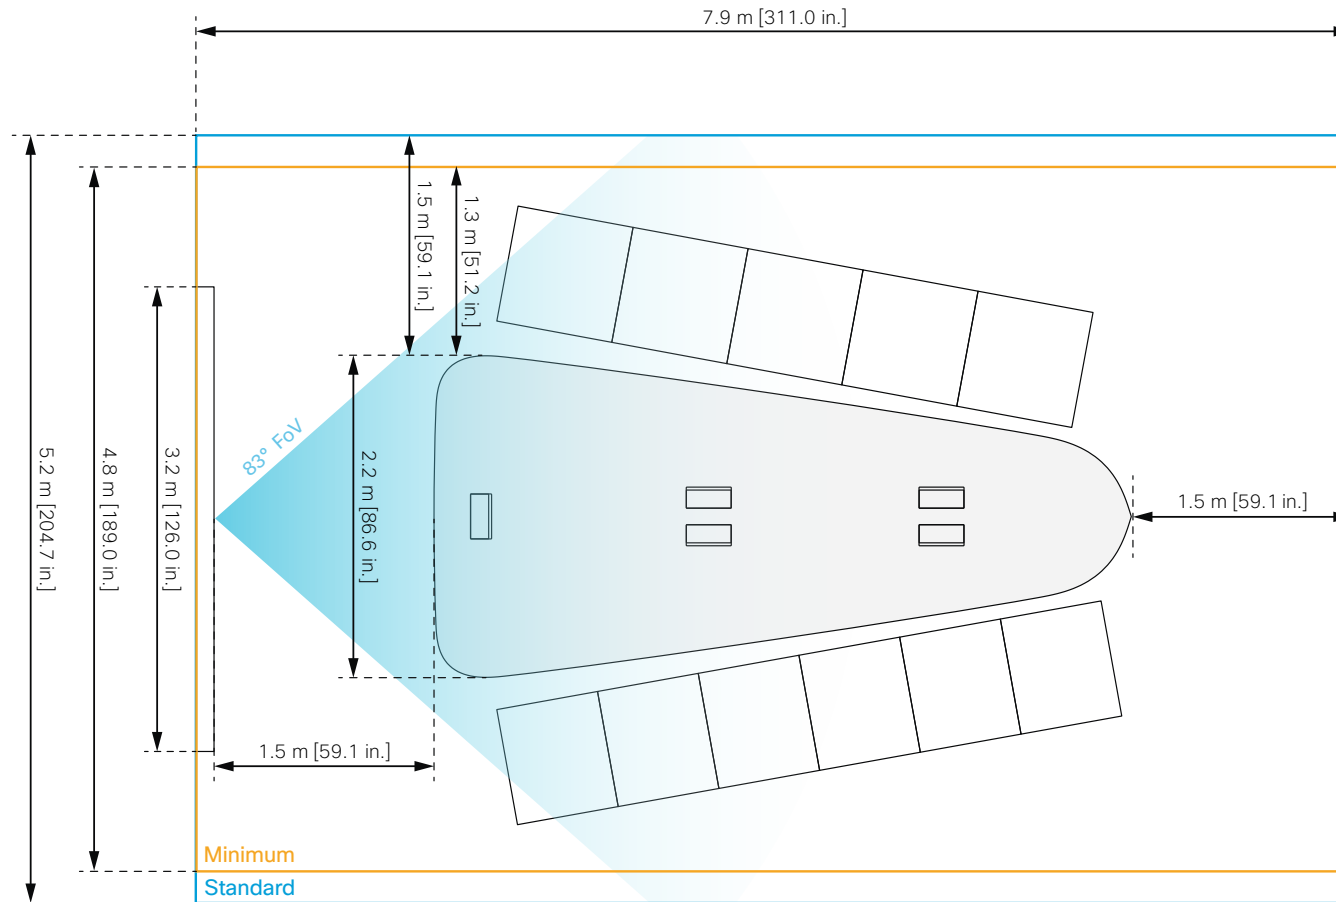 7.9 m [311.0 in.]
1.5 m [59.1 in.]
1.3 m [51.2 in.]
83° FoV
5.2 m [204.7 in.]
4.8 m [189.0 in.]
3.2 m [126.0 in.]
2.2 m [86.6 in.]
1.5 m [59.1 in.]
1.5 m [59.1 in.]
Minimum
Standard